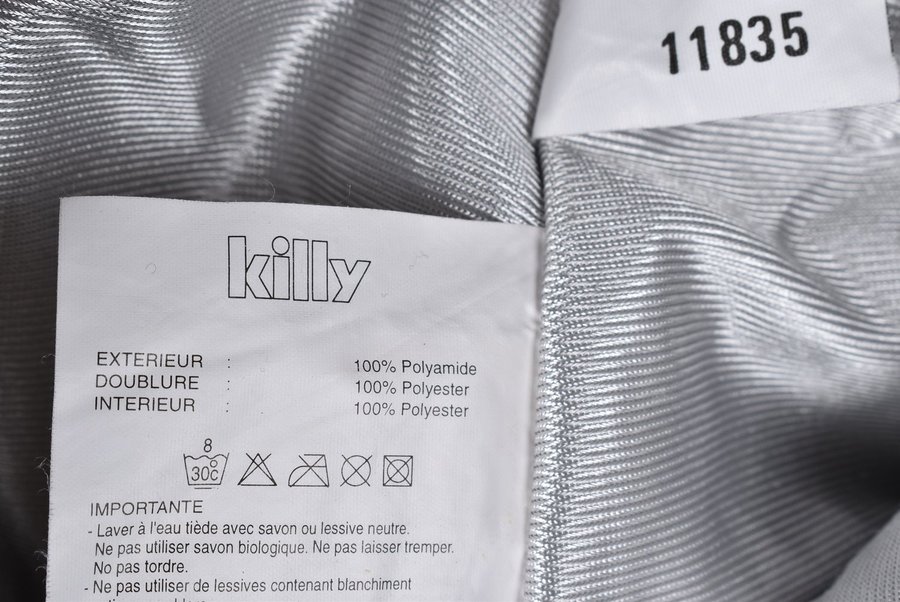 11835
killy
EXTERIEUR : 100% Polyamide
DOUBLURE : 100% Polyester
INTERIEUR : 100% Polyester
8
30c
IMPORTANTE
- Laver à l'eau tiède avec savon ou lessive neutre.
Ne pas utiliser savon biologique. Ne pas laisser tremper.
No pas tordre.
- Ne pas utiliser de lessives contenant blanchiment